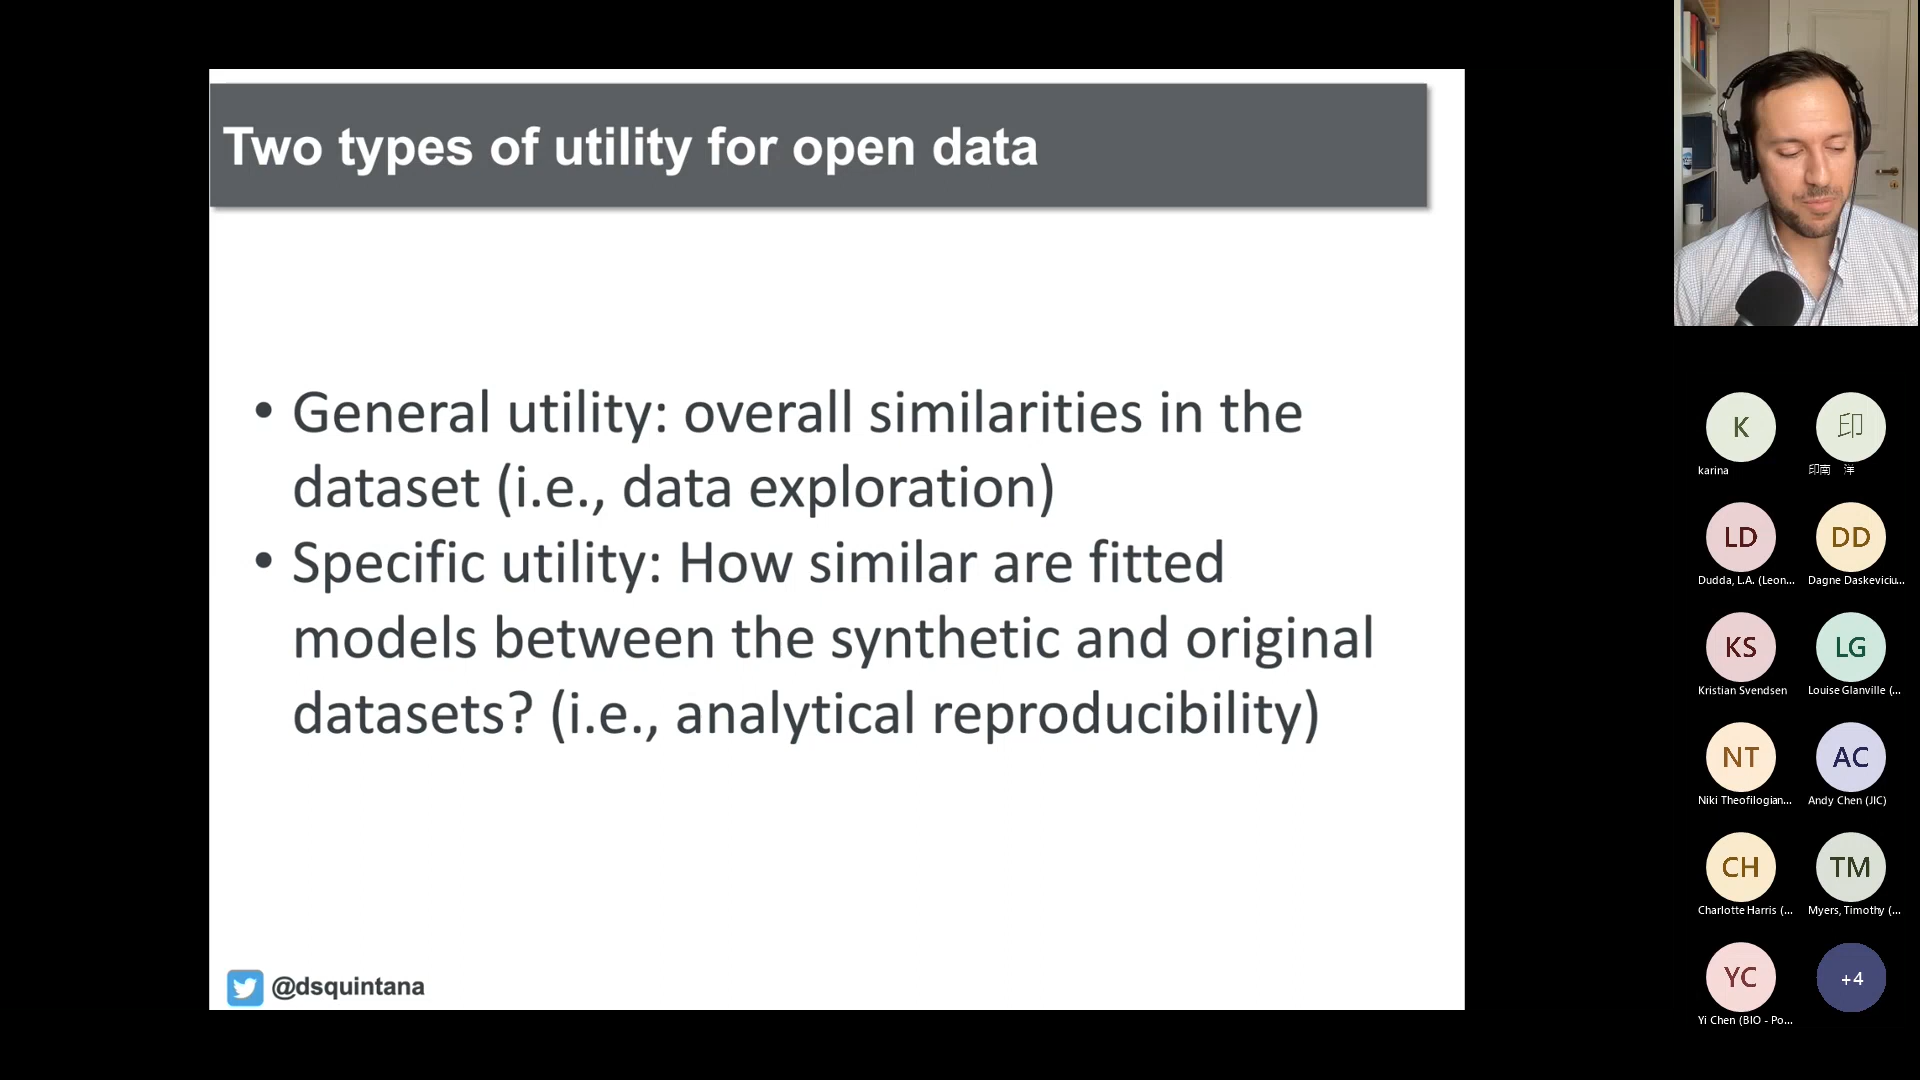 Two types of utility for open data
• General utility: overall similarities in the
dataset (i.e., data exploration)
• Specific utility: How similar are fitted
models between the synthetic and original
datasets? (i.e., analytical reproducibility)
@dsquintana
K
karina
印
印南 洋
LD
Dudda, L.A. (Leon...
DD
Dagne Daskeviciu...
KS
Kristian Svendsen
LG
Louise Glanville (...
NT
Niki Theofilogian...
AC
Andy Chen (JIC)
CH
Charlotte Harris (...
TM
Myers, Timothy (...
YC
Yi Chen (BIO - Po...
+4